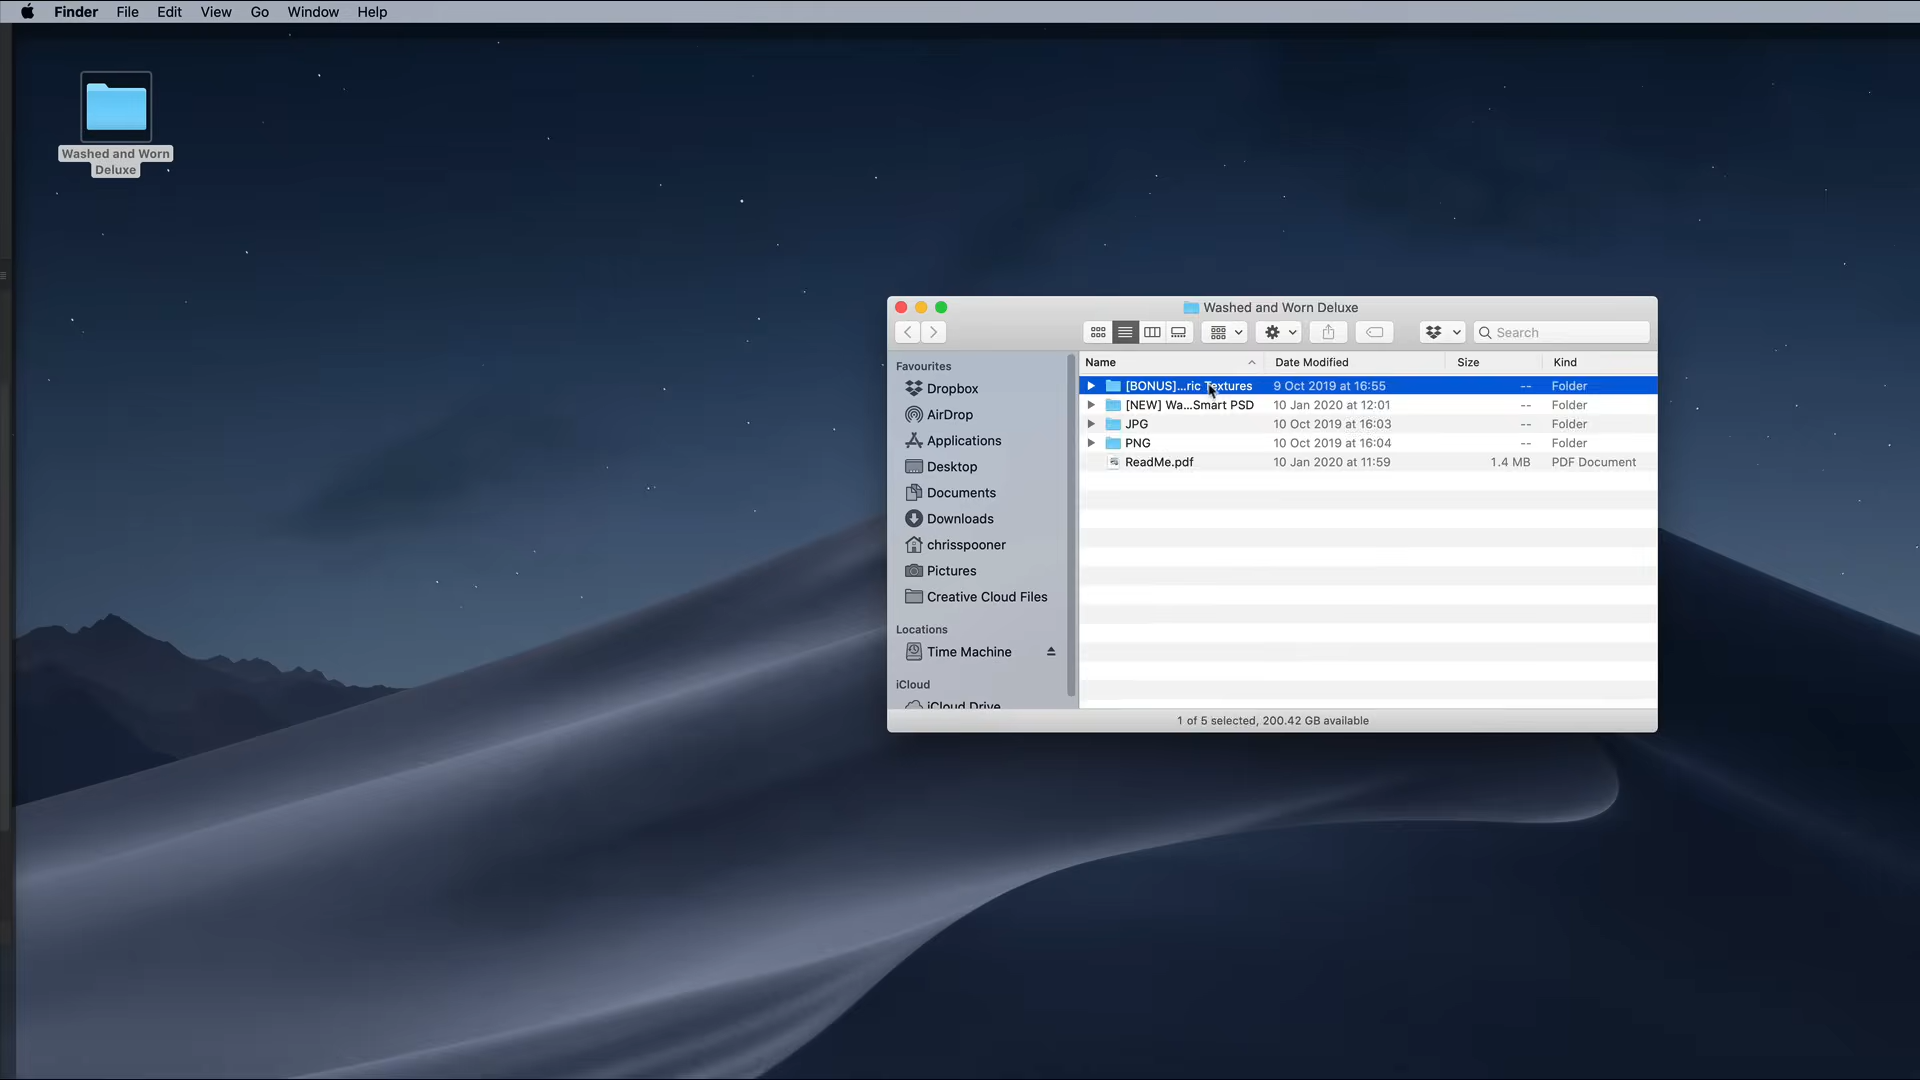 Finder File Edit View Go Window Help
Washed and Worn
Deluxe
Washed and Worn Deluxe
Search
Favourites
Dropbox
AirDrop
Applications
Desktop
Documents
Downloads
chrisspooner
Pictures
Creative Cloud Files
Locations
Time Machine
iCloud
iCloud Drive
Name Date Modified Size Kind
[BONUS]...ric Textures 9 Oct 2019 at 16:55 -- Folder
[NEW] Wa...Smart PSD 10 Jan 2020 at 12:01 -- Folder
JPG 10 Oct 2019 at 16:03 -- Folder
PNG 10 Oct 2019 at 16:04 -- Folder
ReadMe.pdf 10 Jan 2020 at 11:59 1.4 MB PDF Document
1 of 5 selected, 200.42 GB available